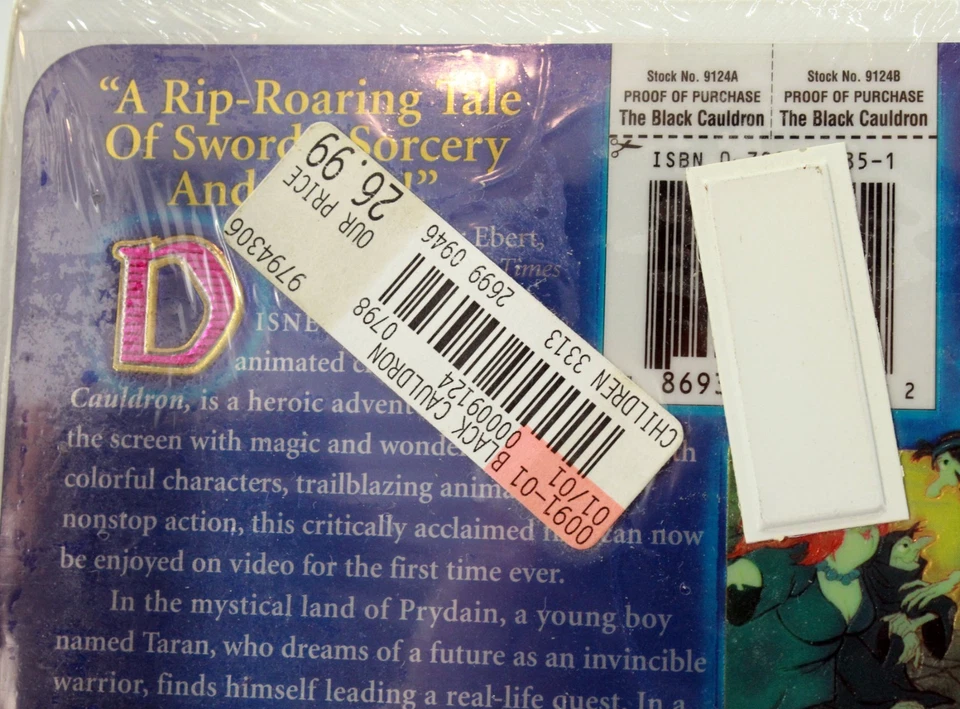 “A Rip-Roaring Tale
Of Sword, Sorcery
And !”
Ebert,
Times
DISNE
animated c
Cauldron, is a heroic advent
the screen with magic and wonde th
colorful characters, trailblazing anima
nonstop action, this critically acclaimed can now
be enjoyed on video for the first time ever.
In the mystical land of Prydain, a young boy
named Taran, who dreams of a future as an invincible
warrior, finds himself leading a real-life quest. In a
OUR PRICE
26.99
9794306
2699 0946
CHILDREN 3313
BLACK CAULDRON 0798
00009124
0091-01
01/01
Stock No. 9124A
PROOF OF PURCHASE
The Black Cauldron
Stock No. 9124B
PROOF OF PURCHASE
The Black Cauldron
ISBN 0 35-1
8693
2